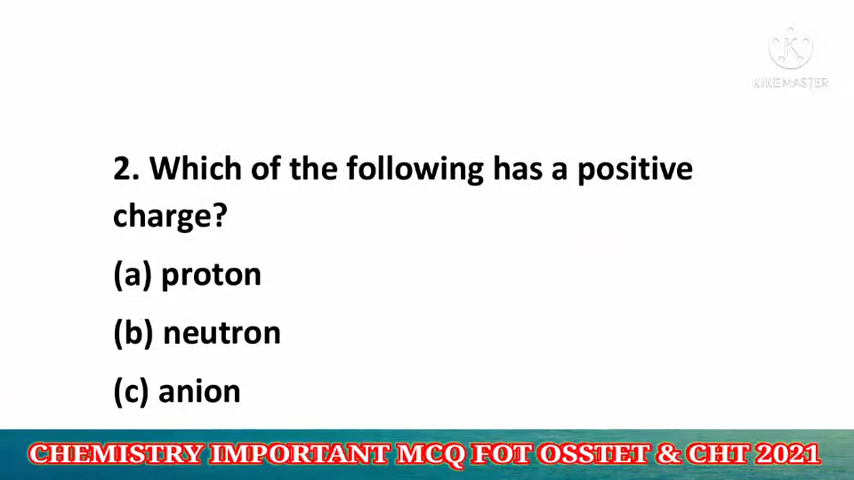 KINEMASTER
2. Which of the following has a positive
charge?
(a) proton
(b) neutron
(c) anion
CHEMISTRY IMPORTANT MCQ FOT OSSTET & CHT 2021